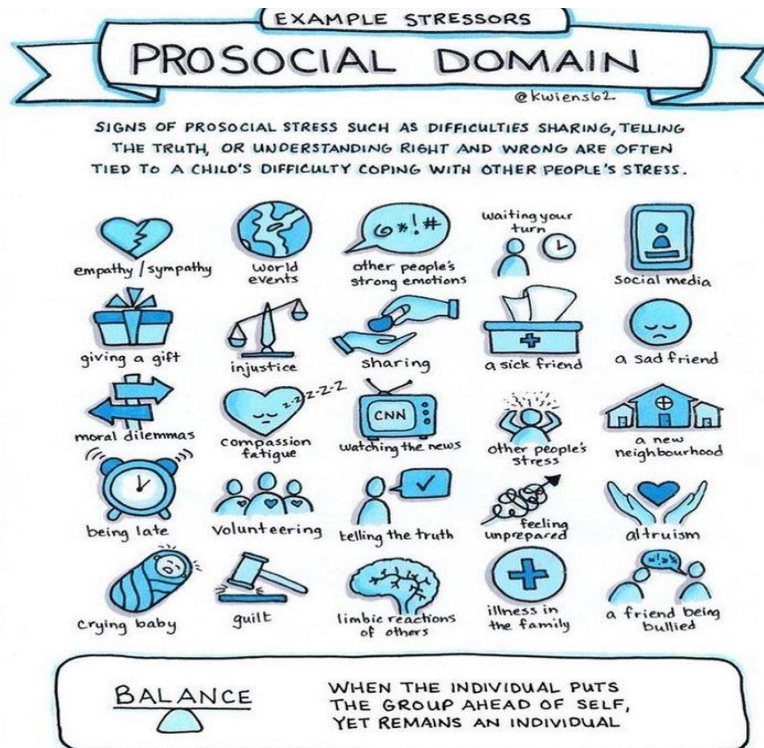 EXAMPLE STRESSORS
PROSOCIAL DOMAIN
@kwiens62
SIGNS OF PROSOCIAL STRESS SUCH AS DIFFICULTIES SHARING, TELLING
THE TRUTH, OR UNDERSTANDING RIGHT AND WRONG ARE OFTEN
TIED TO A CHILD'S DIFFICULTY COPING WITH OTHER PEOPLE'S STRESS.
empathy / sympathy
world
events
@*!#
other people's
strong emotions
waiting your
turn
social media
giving a gift
injustice
sharing
a sick friend
a sad friend
moral dilemmas
z-z-z-z-z
compassion
fatigue
CNN
watching the news
other people's
stress
a new
neighbourhood
being late
volunteering
telling the truth
feeling
unprepared
altruism
crying baby
guilt
limbic reactions
of others
illness in
the family
a friend being
bullied
BALANCE
WHEN THE INDIVIDUAL PUTS
THE GROUP AHEAD OF SELF,
YET REMAINS AN INDIVIDUAL